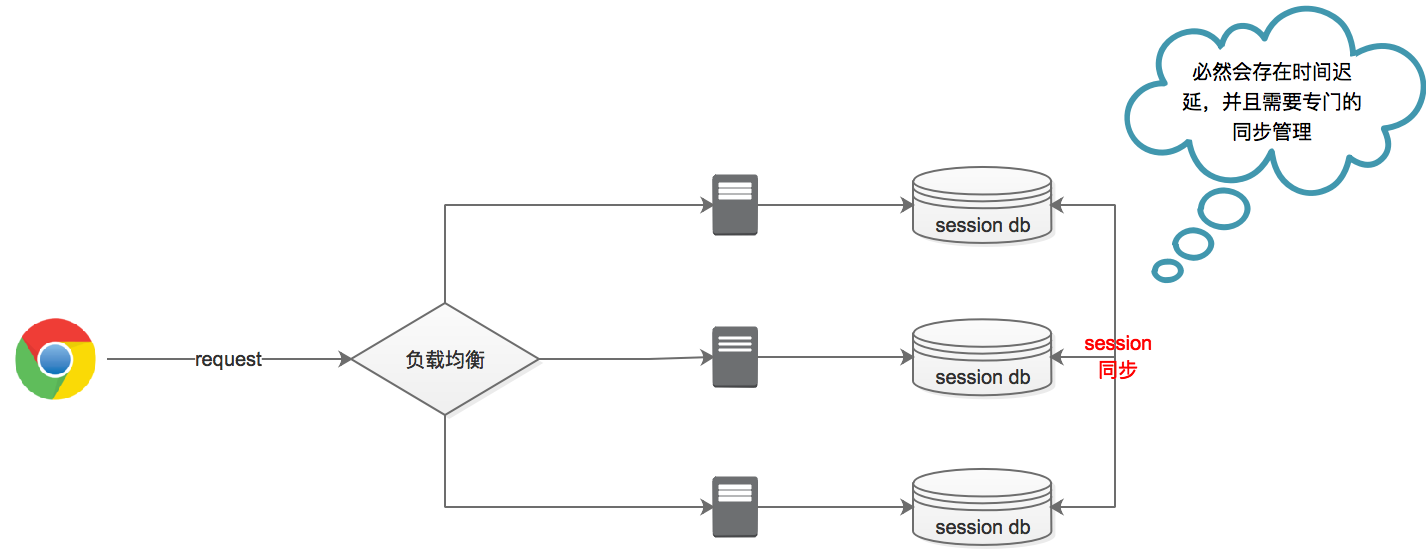 必然会存在时间迟
延，并且需要专门的
同步管理
session db
request
负载均衡
session db
session
同步
session db